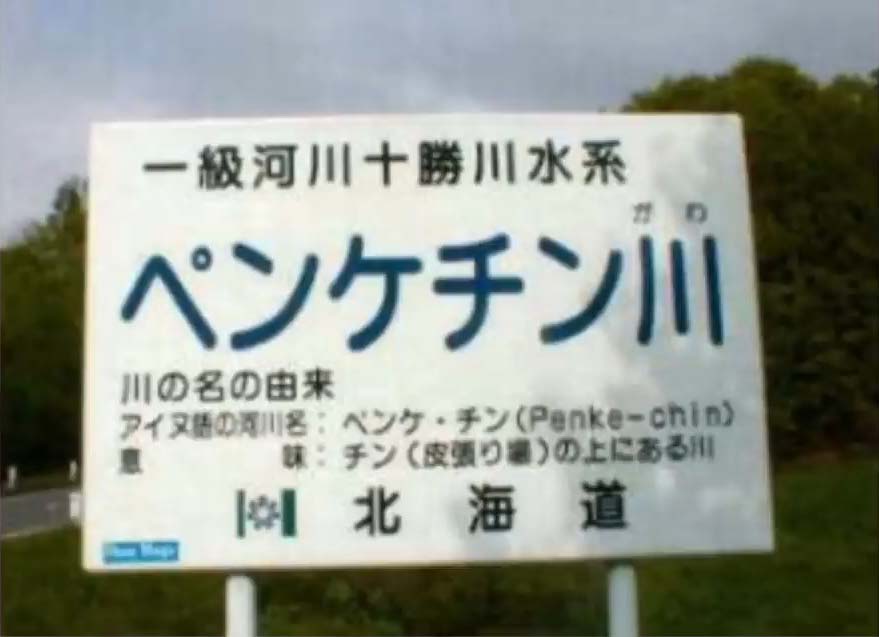 一級河川十勝川水系
がわ
ペンケチン川
川の名の由来
アイヌ語の河川名：ペンケ・チン(Penke-chin)
意味：チン(皮張り場)の上にある川
北海道